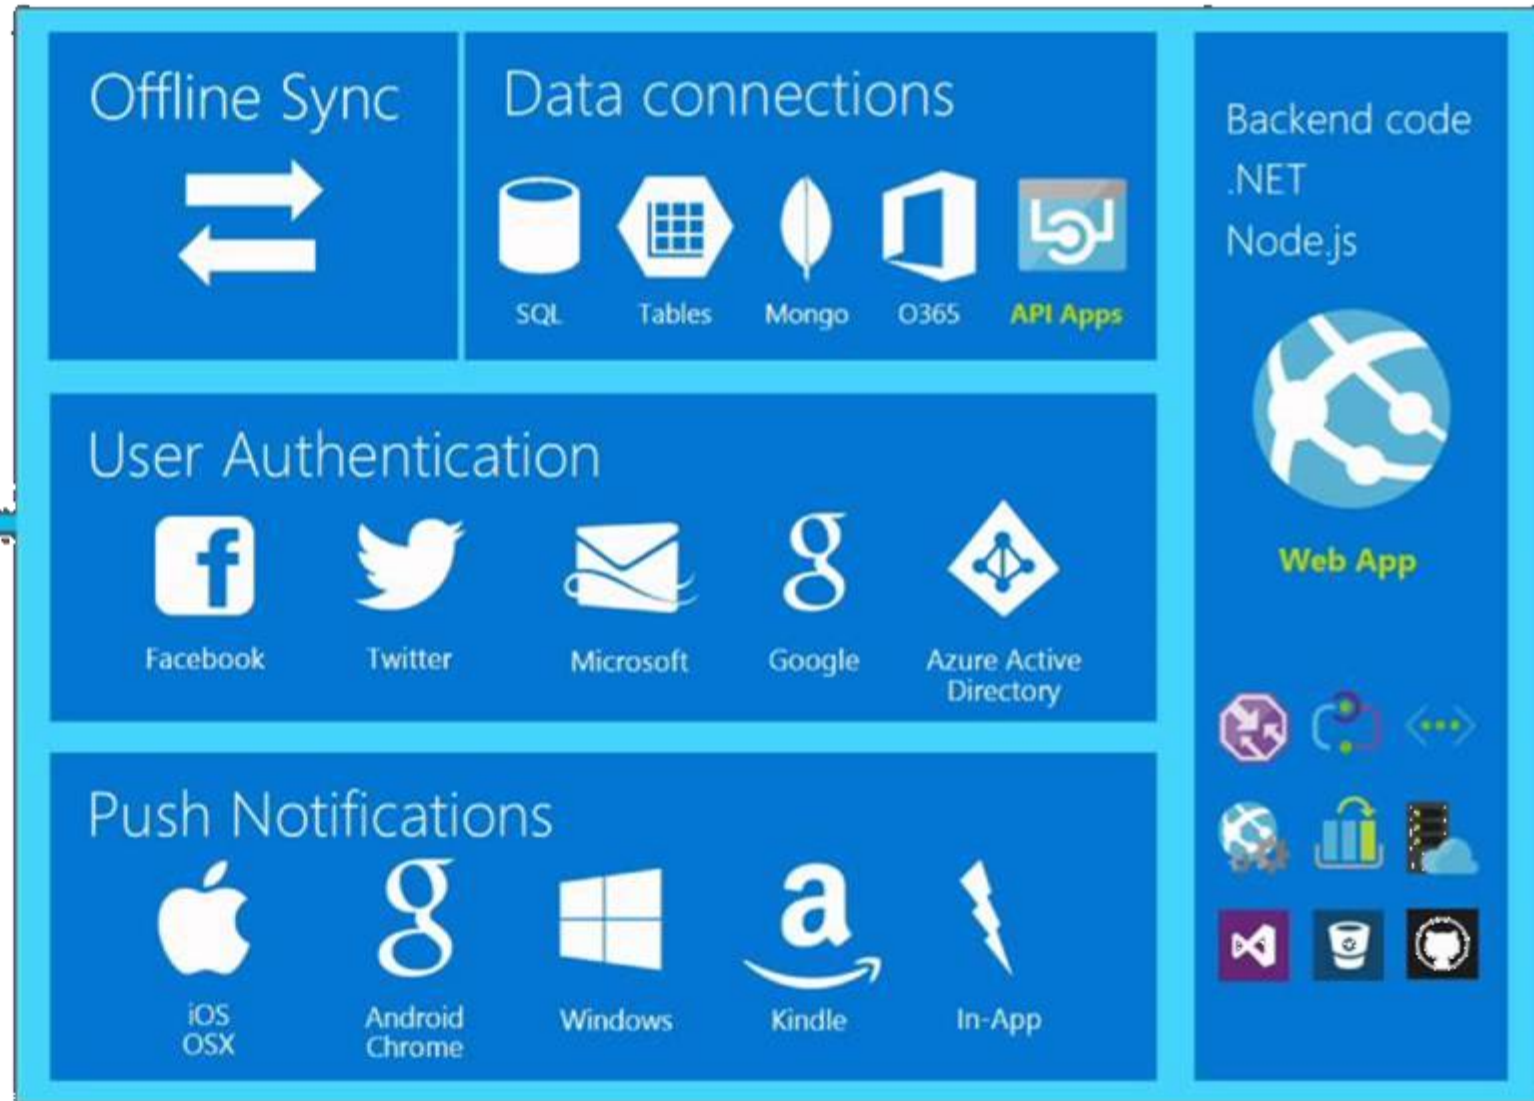 Offline Sync
Data connections
SQL
Tables
Mongo
O365
API Apps
User Authentication
Facebook
Twitter
Microsoft
Google
Azure Active
Directory
Push Notifications
iOS
OSX
Android
Chrome
Windows
Kindle
In-App
Backend code
.NET
Node.js
Web App